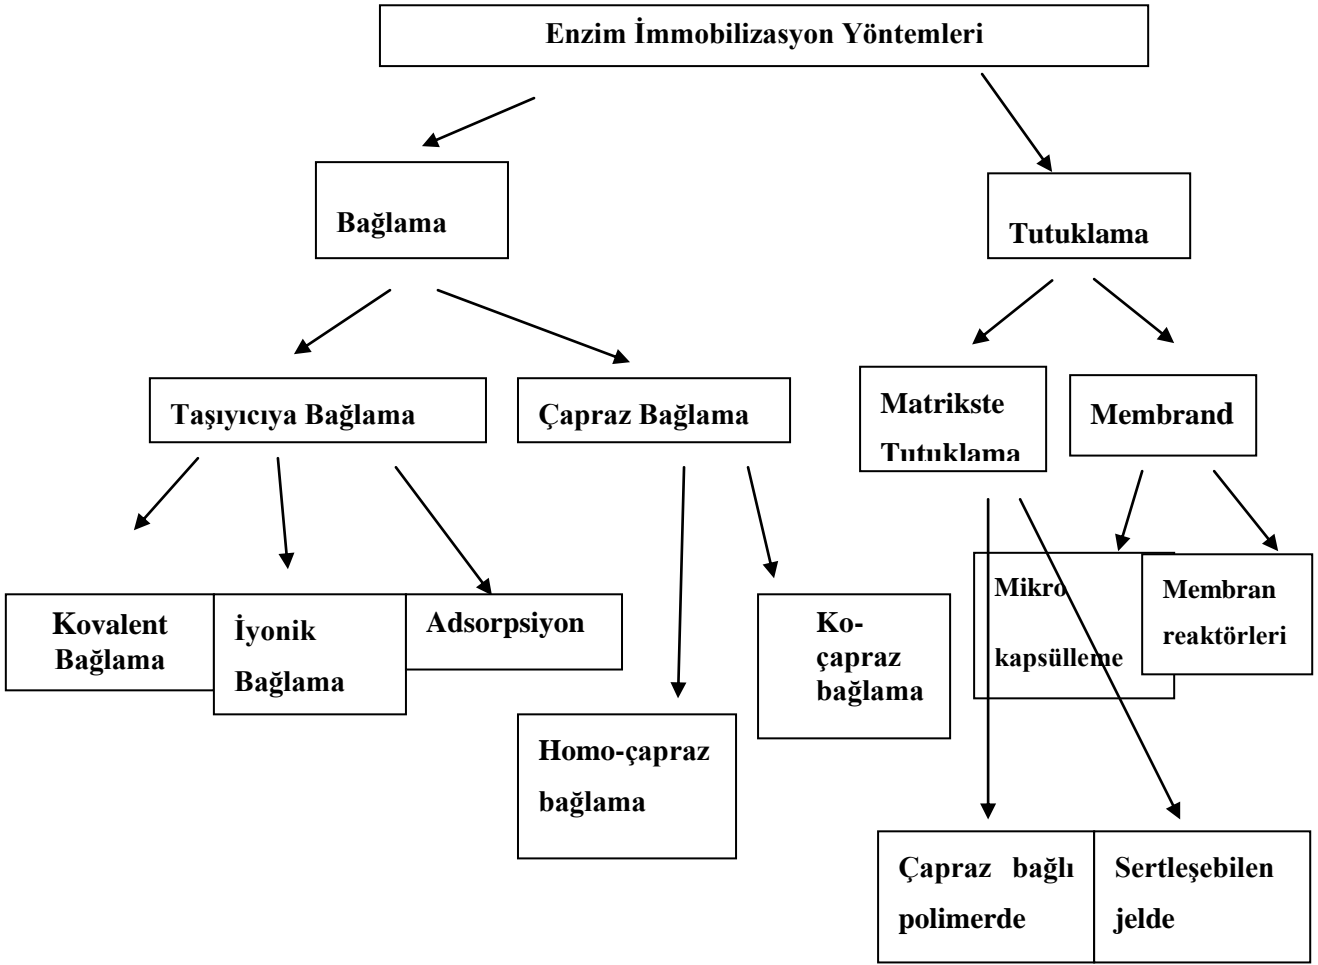 Enzim İmmobilizasyon Yöntemleri
Bağlama
Tutuklama
Taşıyıcıya Bağlama
Çapraz Bağlama
Matrikste
Tutuklama
Membrand
Kovalent
Bağlama
İyonik
Bağlama
Adsorpsiyon
Homo-çapraz
bağlama
Ko-
çapraz
bağlama
Mikro
kapsülleme
Membran
reaktörleri
Çapraz bağlı
polimerde
Sertleşebilen
jelde